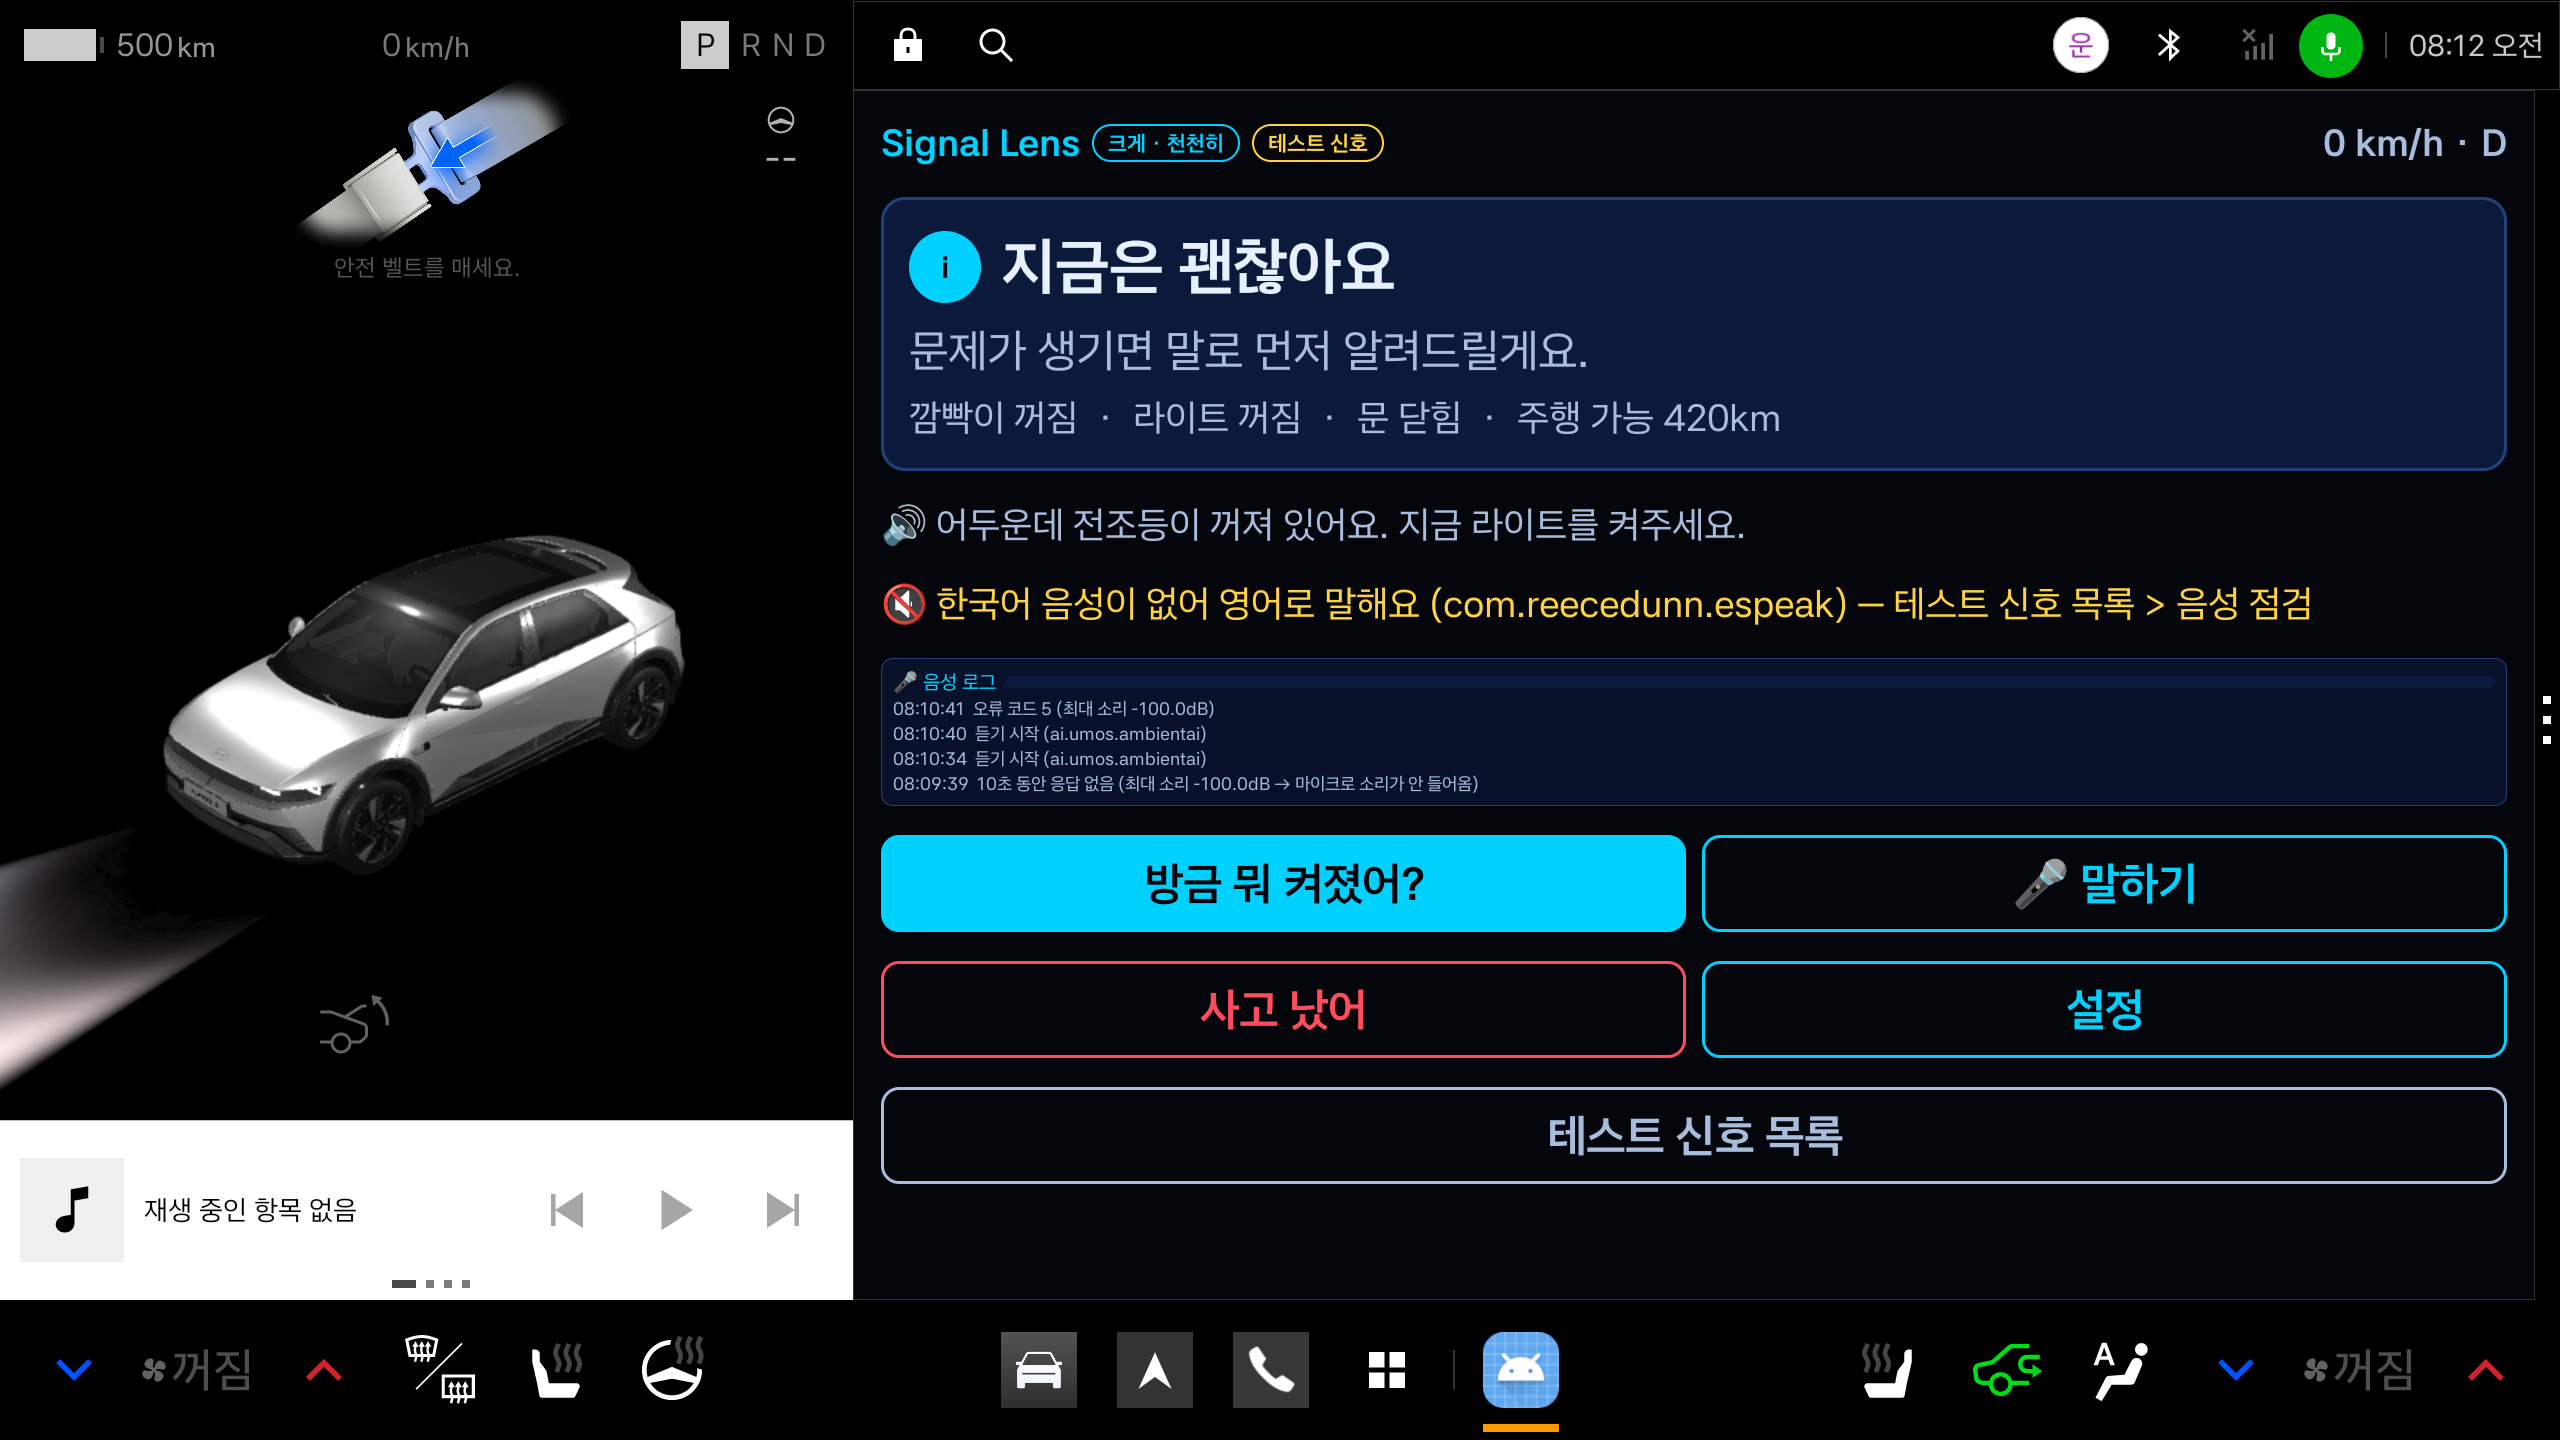 500 km
0 km/h
P R N D
안전 벨트를 매세요.
--
재생 중인 항목 없음
운
08:12 오전
Signal Lens
크게 · 천천히
테스트 신호
0 km/h · D
i
지금은 괜찮아요
문제가 생기면 말로 먼저 알려드릴게요.
깜빡이 꺼짐 · 라이트 꺼짐 · 문 닫힘 · 주행 가능 420km
어두운데 전조등이 꺼져 있어요. 지금 라이트를 켜주세요.
한국어 음성이 없어 영어로 말해요 (com.reecedunn.espeak) — 테스트 신호 목록 > 음성 점검
음성 로그
08:10:41 오류 코드 5 (최대 소리 -100.0dB)
08:10:40 듣기 시작 (ai.umos.ambientai)
08:10:34 듣기 시작 (ai.umos.ambientai)
08:09:39 10초 동안 응답 없음 (최대 소리 -100.0dB → 마이크로 소리가 안 들어옴)
방금 뭐 켜졌어?
말하기
사고 났어
설정
테스트 신호 목록
꺼짐
A
꺼짐